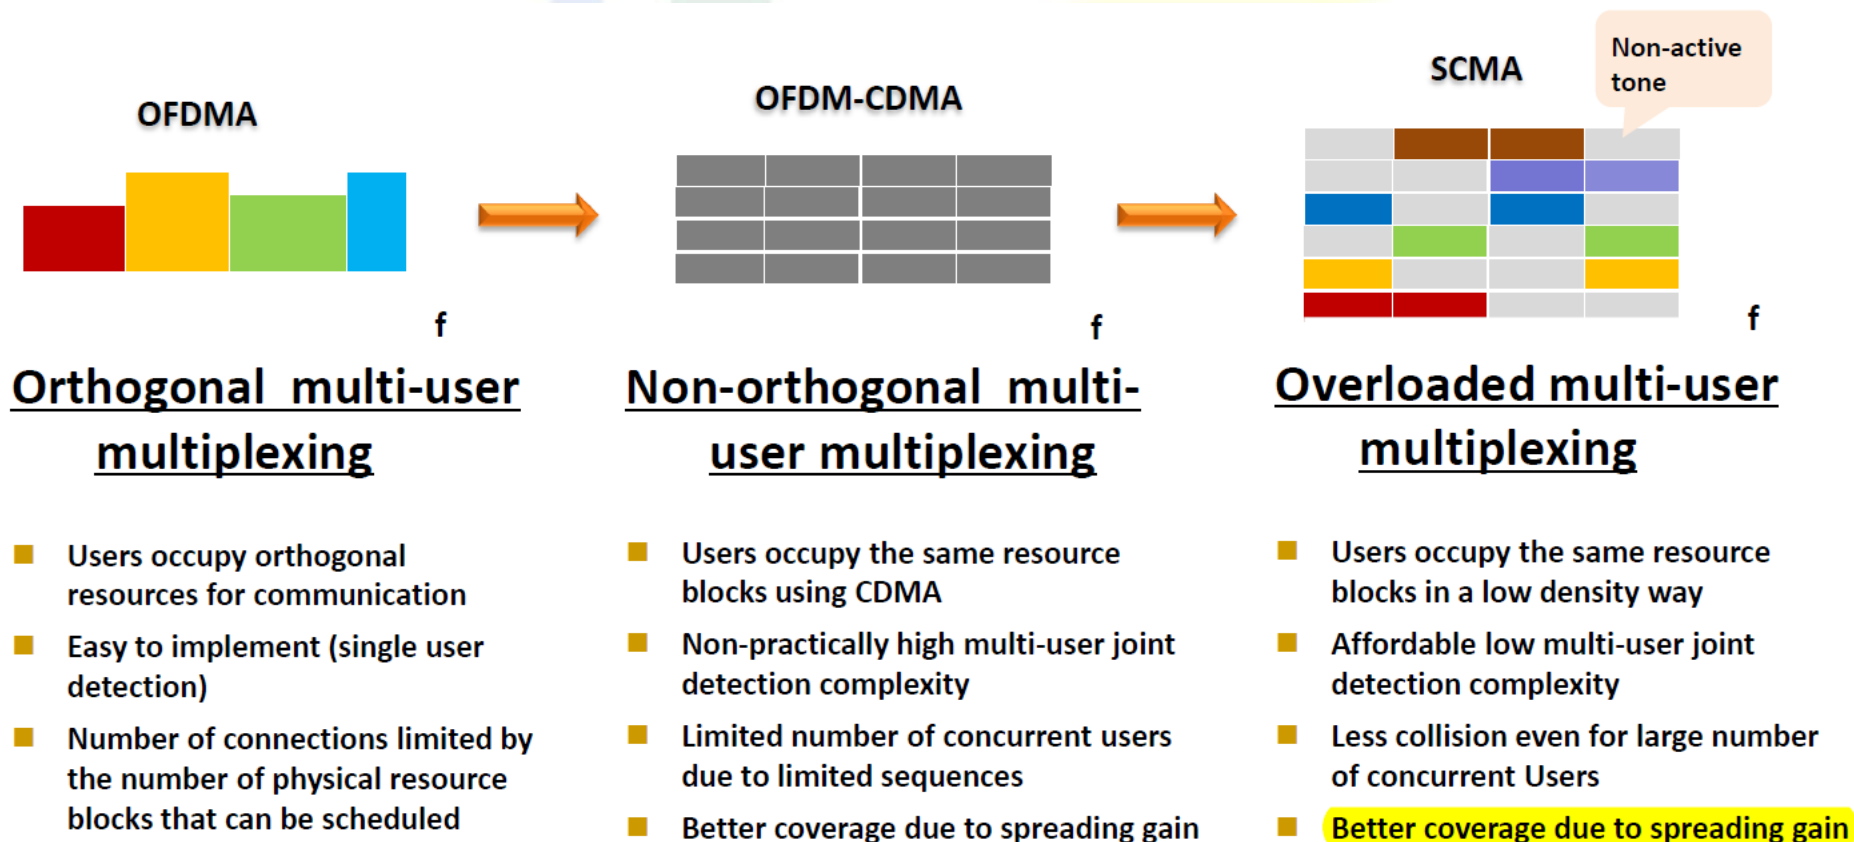 OFDMA
f
Orthogonal multi-user
multiplexing
Users occupy orthogonal
resources for communication
Easy to implement (single user
detection)
Number of connections limited by
the number of physical resource
blocks that can be scheduled
OFDM-CDMA
f
Non-orthogonal multi-
user multiplexing
Users occupy the same resource
blocks using CDMA
Non-practically high multi-user joint
detection complexity
Limited number of concurrent users
due to limited sequences
Better coverage due to spreading gain
SCMA
Non-active
tone
f
Overloaded multi-user
multiplexing
Users occupy the same resource
blocks in a low density way
Affordable low multi-user joint
detection complexity
Less collision even for large number
of concurrent Users
Better coverage due to spreading gain